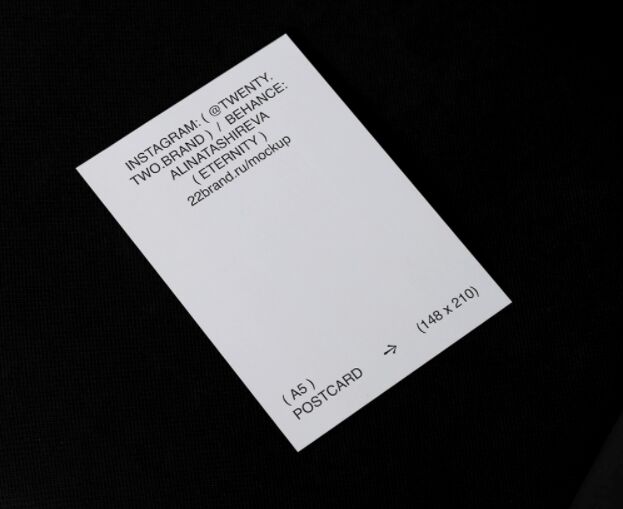 INSTAGRAM: ( @TWENTY.
TWO.BRAND ) / BEHANCE:
ALINATASHIREVA
( ETERNITY )
22brand.ru/mockup
( A5 )
POSTCARD → (148 x 210)